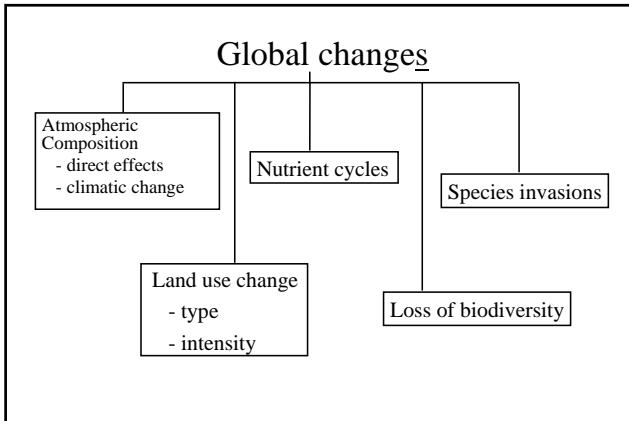 Global changes
Atmospheric
Composition
- direct effects
- climatic change
Nutrient cycles
Species invasions
Land use change
- type
- intensity
Loss of biodiversity